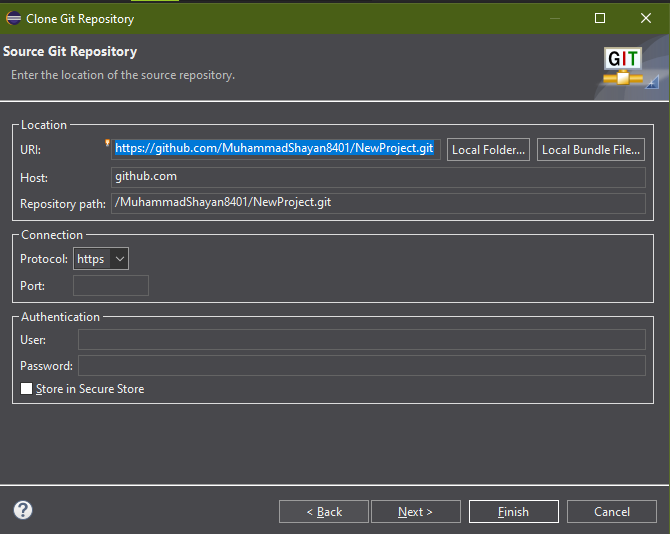 Clone Git Repository
Source Git Repository
Enter the location of the source repository.
GIT
Location
URI: https://github.com/MuhammadShayan8401/NewProject.git Local Folder... Local Bundle File...
Host: github.com
Repository path: /MuhammadShayan8401/NewProject.git
Connection
Protocol: https
Port:
Authentication
User:
Password:
Store in Secure Store
? < Back Next > Finish Cancel